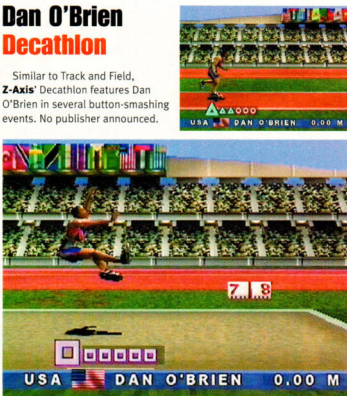 Dan O'Brien
Decathlon
Similar to Track and Field,
Z-Axis' Decathlon features Dan
O'Brien in several button-smashing
events. No publisher announced.
USA DAN O'BRIEN 0.00 M
7 8
USA DAN O'BRIEN 0.00 M